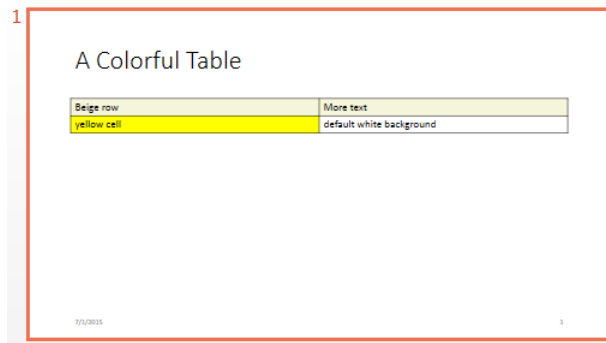 1
A Colorful Table
Beige row More text
yellow cell default white background
7/1/2015 1